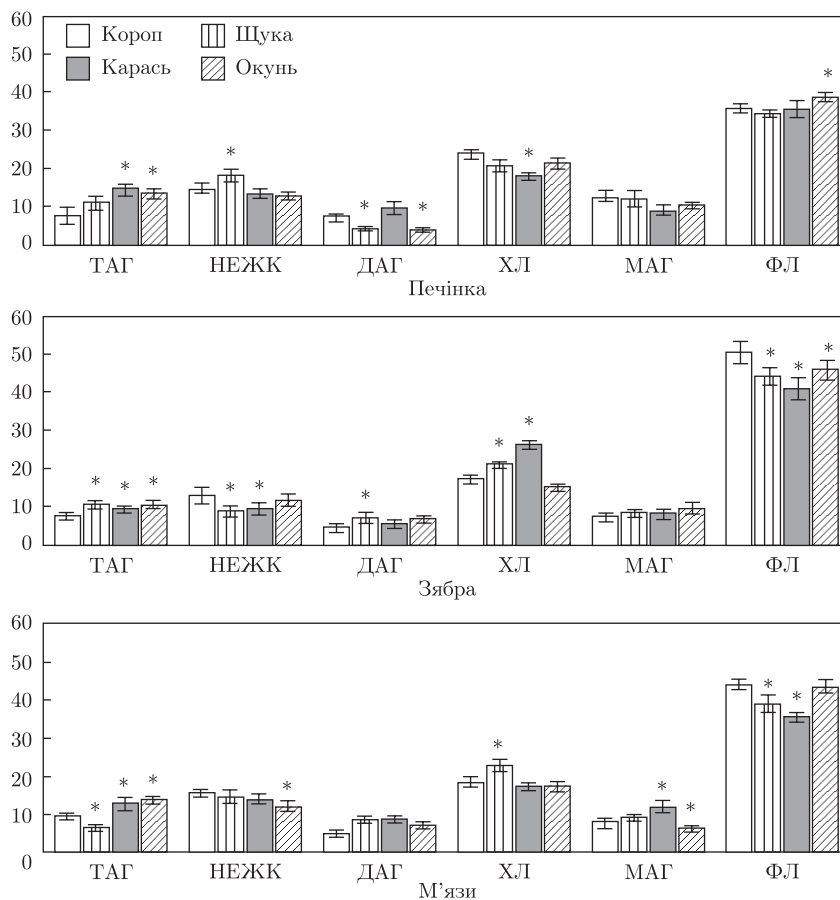 60
50
40
30
20
10
0
Короп
Щука
Карась
Окунь
* * * * * * *
ТАГ НЕЖК ДАГ ХЛ МАГ ФЛ
Печінка
60
50
40
30
20
10
0
* * * * * * * * * * * *
ТАГ НЕЖК ДАГ ХЛ МАГ ФЛ
Зябра
60
50
40
30
20
10
0
* * * * * * * * *
ТАГ НЕЖК ДАГ ХЛ МАГ ФЛ
М'язи